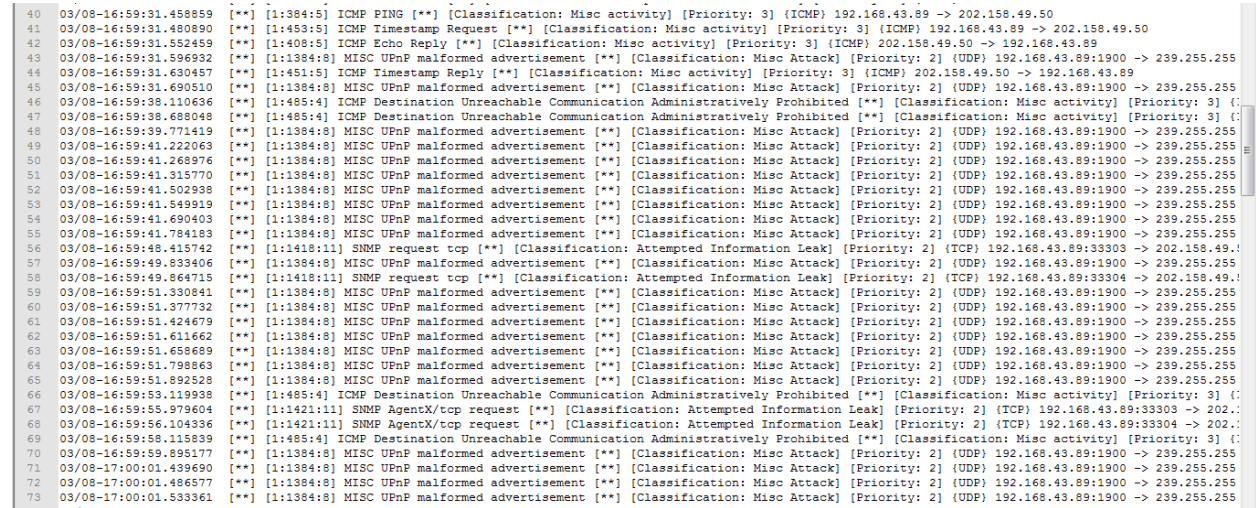 40 03/08-16:59:31.458859 [**] [1:384:5] ICMP PING [**] [Classification: Misc activity] [Priority: 3] {ICMP} 192.168.43.89 -> 202.158.49.50
41 03/08-16:59:31.480890 [**] [1:453:5] ICMP Timestamp Request [**] [Classification: Misc activity] [Priority: 3] {ICMP} 192.168.43.89 -> 202.158.49.50
42 03/08-16:59:31.552459 [**] [1:408:5] ICMP Echo Reply [**] [Classification: Misc activity] [Priority: 3] {ICMP} 202.158.49.50 -> 192.168.43.89
43 03/08-16:59:31.596932 [**] [1:1384:8] MISC UPnP malformed advertisement [**] [Classification: Misc Attack] [Priority: 2] {UDP} 192.168.43.89:1900 -> 239.255.255
44 03/08-16:59:31.630457 [**] [1:451:5] ICMP Timestamp Reply [**] [Classification: Misc activity] [Priority: 3] {ICMP} 202.158.49.50 -> 192.168.43.89
45 03/08-16:59:31.690510 [**] [1:1384:8] MISC UPnP malformed advertisement [**] [Classification: Misc Attack] [Priority: 2] {UDP} 192.168.43.89:1900 -> 239.255.255
46 03/08-16:59:38.110636 [**] [1:485:4] ICMP Destination Unreachable Communication Administratively Prohibited [**] [Classification: Misc activity] [Priority: 3] {
47 03/08-16:59:38.688048 [**] [1:485:4] ICMP Destination Unreachable Communication Administratively Prohibited [**] [Classification: Misc activity] [Priority: 3] {
48 03/08-16:59:39.771419 [**] [1:1384:8] MISC UPnP malformed advertisement [**] [Classification: Misc Attack] [Priority: 2] {UDP} 192.168.43.89:1900 -> 239.255.255
49 03/08-16:59:41.222063 [**] [1:1384:8] MISC UPnP malformed advertisement [**] [Classification: Misc Attack] [Priority: 2] {UDP} 192.168.43.89:1900 -> 239.255.255
50 03/08-16:59:41.268976 [**] [1:1384:8] MISC UPnP malformed advertisement [**] [Classification: Misc Attack] [Priority: 2] {UDP} 192.168.43.89:1900 -> 239.255.255
51 03/08-16:59:41.315770 [**] [1:1384:8] MISC UPnP malformed advertisement [**] [Classification: Misc Attack] [Priority: 2] {UDP} 192.168.43.89:1900 -> 239.255.255
52 03/08-16:59:41.502938 [**] [1:1384:8] MISC UPnP malformed advertisement [**] [Classification: Misc Attack] [Priority: 2] {UDP} 192.168.43.89:1900 -> 239.255.255
53 03/08-16:59:41.549919 [**] [1:1384:8] MISC UPnP malformed advertisement [**] [Classification: Misc Attack] [Priority: 2] {UDP} 192.168.43.89:1900 -> 239.255.255
54 03/08-16:59:41.690403 [**] [1:1384:8] MISC UPnP malformed advertisement [**] [Classification: Misc Attack] [Priority: 2] {UDP} 192.168.43.89:1900 -> 239.255.255
55 03/08-16:59:41.784183 [**] [1:1384:8] MISC UPnP malformed advertisement [**] [Classification: Misc Attack] [Priority: 2] {UDP} 192.168.43.89:1900 -> 239.255.255
56 03/08-16:59:48.415742 [**] [1:1418:11] SNMP request tcp [**] [Classification: Attempted Information Leak] [Priority: 2] {TCP} 192.168.43.89:33303 -> 202.158.49.
57 03/08-16:59:49.833406 [**] [1:1384:8] MISC UPnP malformed advertisement [**] [Classification: Misc Attack] [Priority: 2] {UDP} 192.168.43.89:1900 -> 239.255.255
58 03/08-16:59:49.864715 [**] [1:1418:11] SNMP request tcp [**] [Classification: Attempted Information Leak] [Priority: 2] {TCP} 192.168.43.89:33304 -> 202.158.49.
59 03/08-16:59:51.330841 [**] [1:1384:8] MISC UPnP malformed advertisement [**] [Classification: Misc Attack] [Priority: 2] {UDP} 192.168.43.89:1900 -> 239.255.255
60 03/08-16:59:51.377732 [**] [1:1384:8] MISC UPnP malformed advertisement [**] [Classification: Misc Attack] [Priority: 2] {UDP} 192.168.43.89:1900 -> 239.255.255
61 03/08-16:59:51.424679 [**] [1:1384:8] MISC UPnP malformed advertisement [**] [Classification: Misc Attack] [Priority: 2] {UDP} 192.168.43.89:1900 -> 239.255.255
62 03/08-16:59:51.611662 [**] [1:1384:8] MISC UPnP malformed advertisement [**] [Classification: Misc Attack] [Priority: 2] {UDP} 192.168.43.89:1900 -> 239.255.255
63 03/08-16:59:51.658689 [**] [1:1384:8] MISC UPnP malformed advertisement [**] [Classification: Misc Attack] [Priority: 2] {UDP} 192.168.43.89:1900 -> 239.255.255
64 03/08-16:59:51.798863 [**] [1:1384:8] MISC UPnP malformed advertisement [**] [Classification: Misc Attack] [Priority: 2] {UDP} 192.168.43.89:1900 -> 239.255.255
65 03/08-16:59:51.892528 [**] [1:1384:8] MISC UPnP malformed advertisement [**] [Classification: Misc Attack] [Priority: 2] {UDP} 192.168.43.89:1900 -> 239.255.255
66 03/08-16:59:53.119938 [**] [1:485:4] ICMP Destination Unreachable Communication Administratively Prohibited [**] [Classification: Misc activity] [Priority: 3] {
67 03/08-16:59:55.979604 [**] [1:1421:11] SNMP AgentX/tcp request [**] [Classification: Attempted Information Leak] [Priority: 2] {TCP} 192.168.43.89:33303 -> 202.
68 03/08-16:59:56.104336 [**] [1:1421:11] SNMP AgentX/tcp request [**] [Classification: Attempted Information Leak] [Priority: 2] {TCP} 192.168.43.89:33304 -> 202.
69 03/08-16:59:58.115839 [**] [1:485:4] ICMP Destination Unreachable Communication Administratively Prohibited [**] [Classification: Misc activity] [Priority: 3] {
70 03/08-16:59:59.895177 [**] [1:1384:8] MISC UPnP malformed advertisement [**] [Classification: Misc Attack] [Priority: 2] {UDP} 192.168.43.89:1900 -> 239.255.255
71 03/08-17:00:01.439690 [**] [1:1384:8] MISC UPnP malformed advertisement [**] [Classification: Misc Attack] [Priority: 2] {UDP} 192.168.43.89:1900 -> 239.255.255
72 03/08-17:00:01.486577 [**] [1:1384:8] MISC UPnP malformed advertisement [**] [Classification: Misc Attack] [Priority: 2] {UDP} 192.168.43.89:1900 -> 239.255.255
73 03/08-17:00:01.533361 [**] [1:1384:8] MISC UPnP malformed advertisement [**] [Classification: Misc Attack] [Priority: 2] {UDP} 192.168.43.89:1900 -> 239.255.255